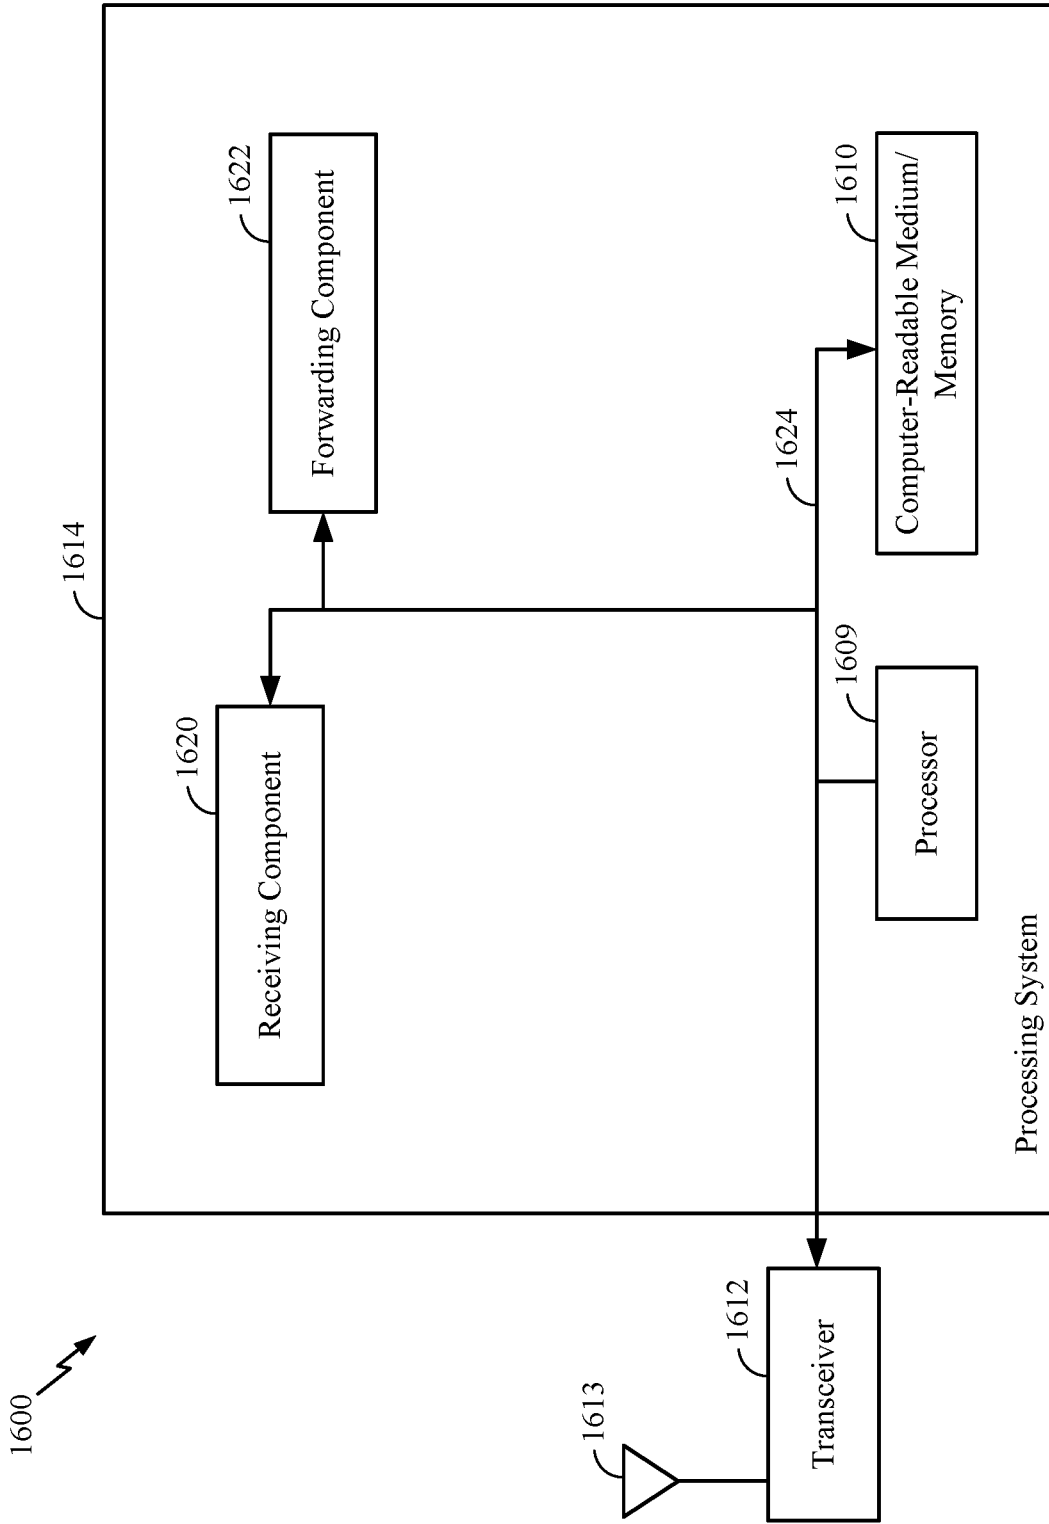 1600
1614
1620
Receiving Component
1622
Forwarding Component
1613
1612
Transceiver
1624
1609
Processor
1610
Computer-Readable Medium/
Memory
Processing System